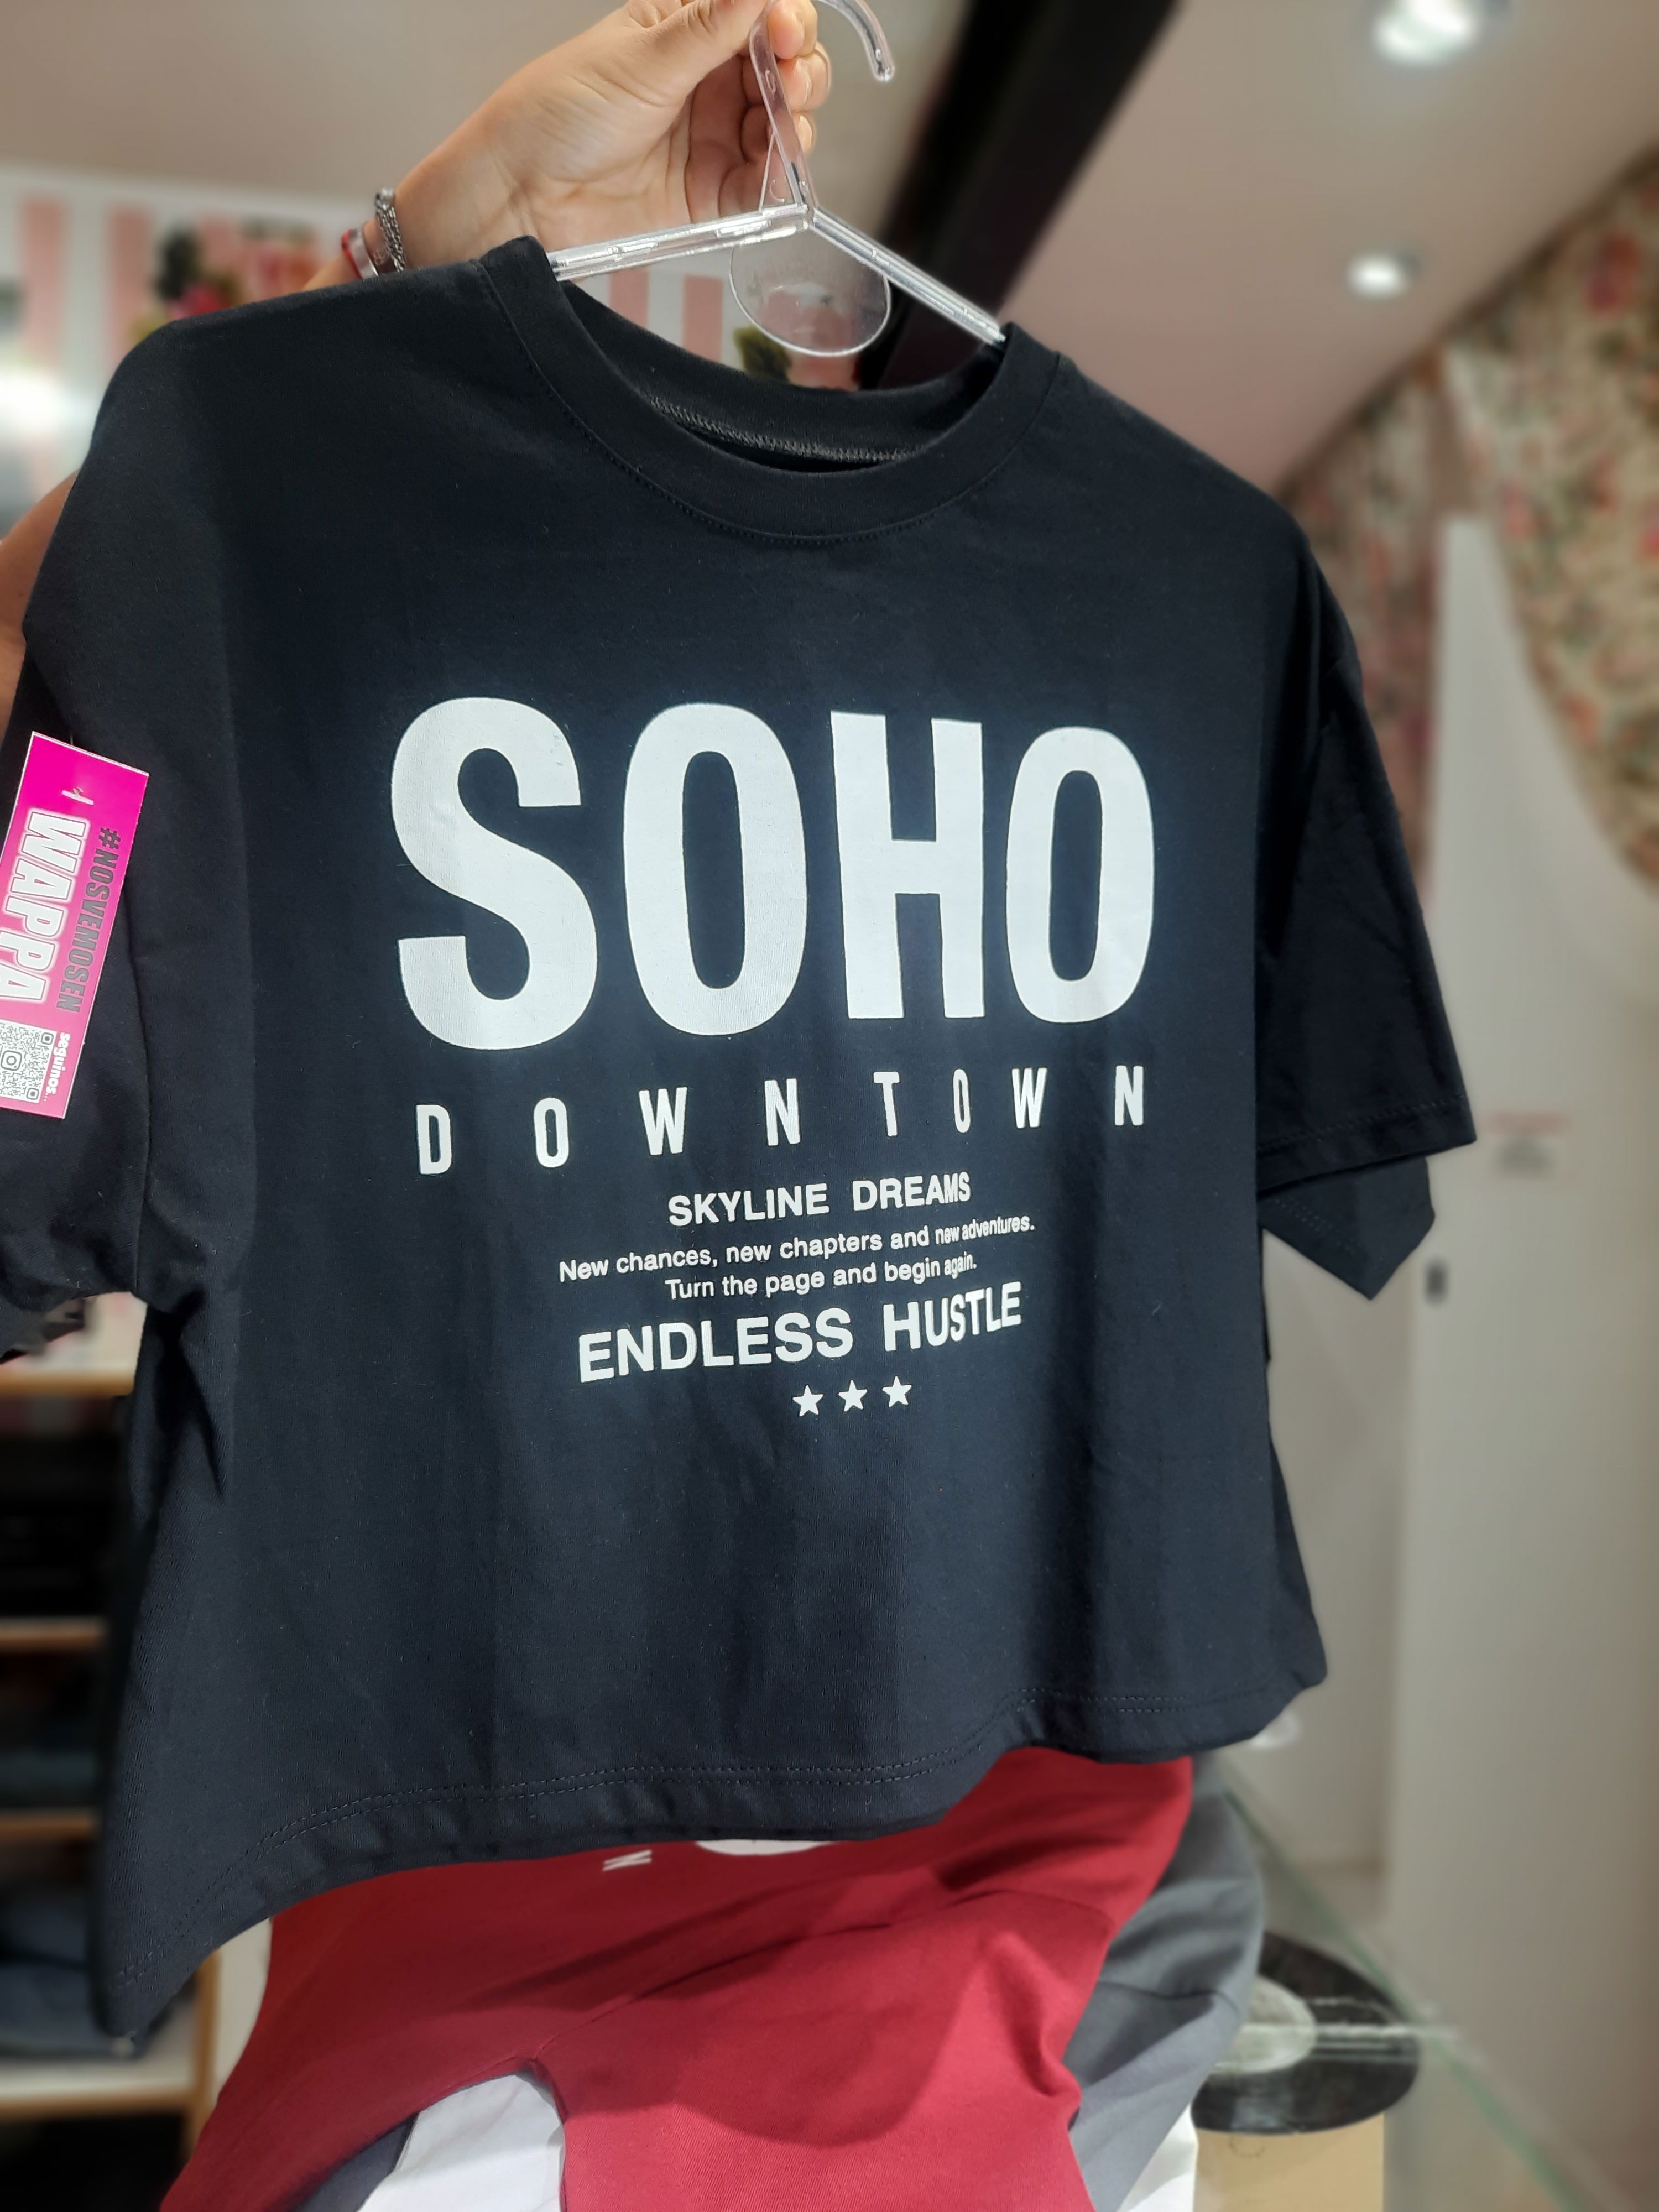 SOHO
DOWNTOWN
SKYLINE DREAMS
New chances, new chapters and new adventures.
Turn the page and begin again.
ENDLESS HUSTLE
#NOSVEMOSEN
WAPPA
seguinos...
N